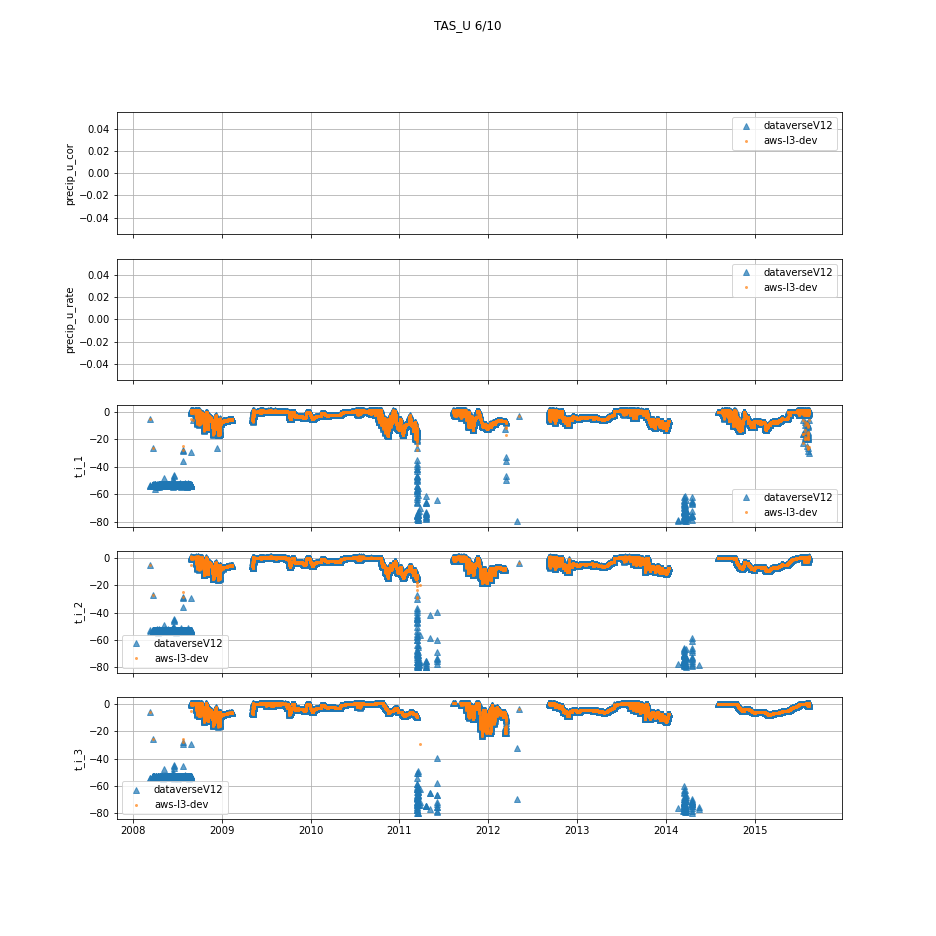 TAS_U 6/10
precip_u_cor
0.04
0.02
0.00
−0.02
−0.04
dataverseV12
aws-l3-dev
precip_u_rate
0.04
0.02
0.00
−0.02
−0.04
dataverseV12
aws-l3-dev
t_i_1
0
−20
−40
−60
−80
dataverseV12
aws-l3-dev
t_i_2
0
−20
−40
−60
−80
dataverseV12
aws-l3-dev
t_i_3
0
−20
−40
−60
−80
dataverseV12
aws-l3-dev
2008 2009 2010 2011 2012 2013 2014 2015